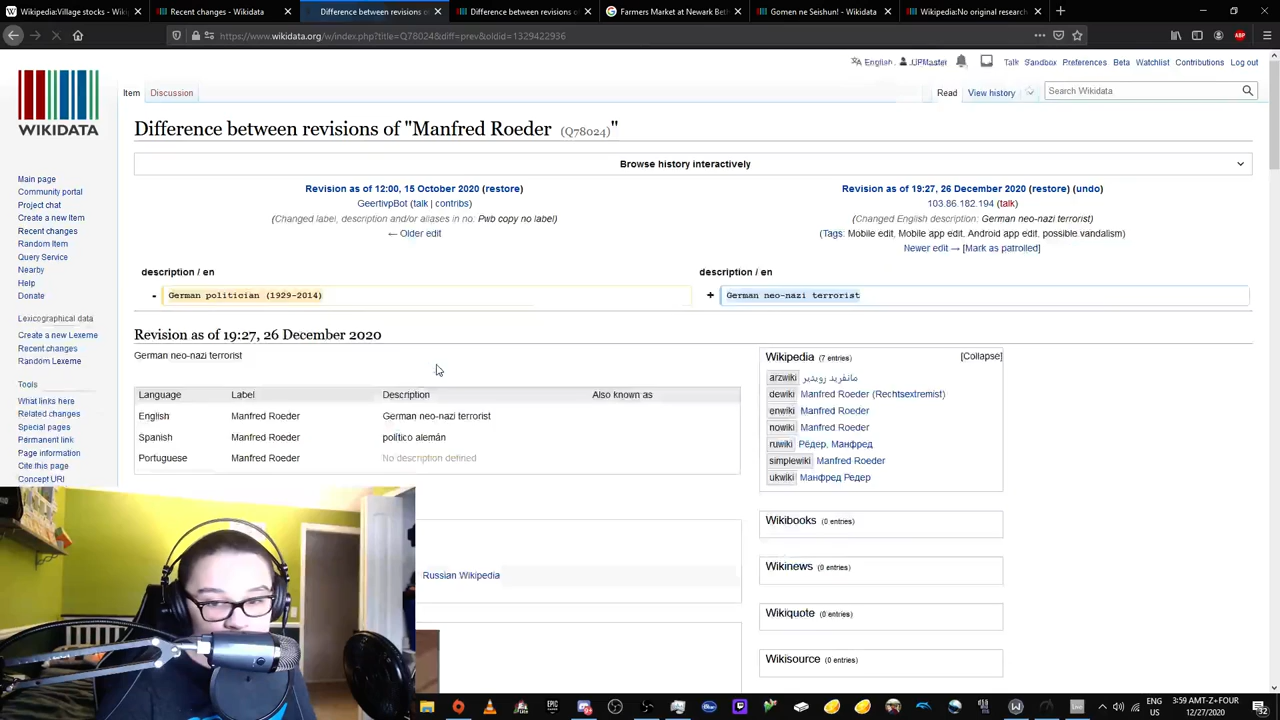 Wikipedia:Village stocks - Wiki
Recent changes - Wikidata
Difference between revisions of
Difference between revisions of
Farmers Market at Newark Bet
Gomen ne Seishun! - Wikidata
Wikipedia:No original research
https://www.wikidata.org/w/index.php?title=Q78024&diff=prev&oldid=1329422936
English UPMaster Talk Sandbox Preferences Beta Watchlist Contributions Log out
WIKIDATA
Item Discussion Read View history Search Wikidata
Difference between revisions of "Manfred Roeder (Q78024)"
Browse history interactively
Revision as of 12:00, 15 October 2020 (restore)
GeertivpBot (talk | contribs)
(Changed label, description and/or aliases in no: Pwb copy no label)
← Older edit
Revision as of 19:27, 26 December 2020 (restore) (undo)
103.86.182.194 (talk)
(Changed English description: German neo-nazi terrorist)
(Tags: Mobile edit, Mobile app edit, Android app edit, possible vandalism)
Newer edit → [Mark as patrolled]
description / en
description / en
- German politician (1929-2014)
+ German neo-nazi terrorist
Revision as of 19:27, 26 December 2020
German neo-nazi terrorist
Language Label Description Also known as
English Manfred Roeder German neo-nazi terrorist
Spanish Manfred Roeder político alemán
Portuguese Manfred Roeder No description defined
Wikipedia (7 entries) [Collapse]
arzwiki مانفريد رويدير
dewiki Manfred Roeder (Rechtsextremist)
enwiki Manfred Roeder
nowiki Manfred Roeder
ruwiki Рёдер, Манфред
simplewiki Manfred Roeder
ukwiki Манфред Редер
Wikibooks (0 entries)
Wikinews (0 entries)
Wikiquote (0 entries)
Wikisource (0 entries)
Main page
Community portal
Project chat
Create a new Item
Recent changes
Random Item
Query Service
Nearby
Help
Donate
Lexicographical data
Create a new Lexeme
Recent changes
Random Lexeme
Tools
What links here
Related changes
Special pages
Permanent link
Page information
Cite this page
Concept URI
Russian Wikipedia
EPIC
Live
ENG
US
3:59 AMT-Z+FOUR
12/27/2020